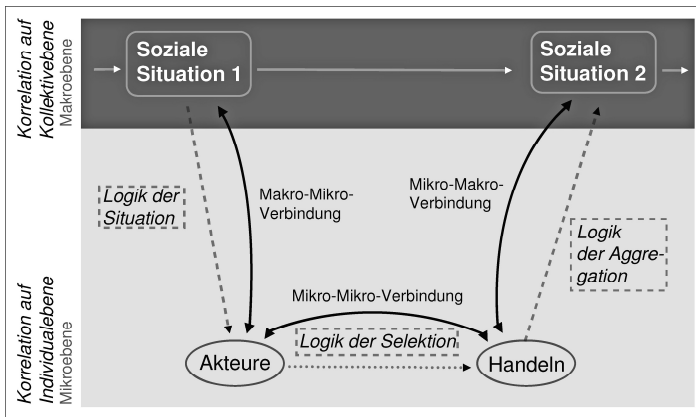 Korrelation auf
Kollektivebene
Makroebene
Soziale
Situation 1
Soziale
Situation 2
Logik der
Situation
Makro-Mikro-
Verbindung
Mikro-Makro-
Verbindung
Logik
der Aggre-
gation
Korrelation auf
Individualebene
Mikroebene
Mikro-Mikro-Verbindung
Logik der Selektion
Akteure
Handeln